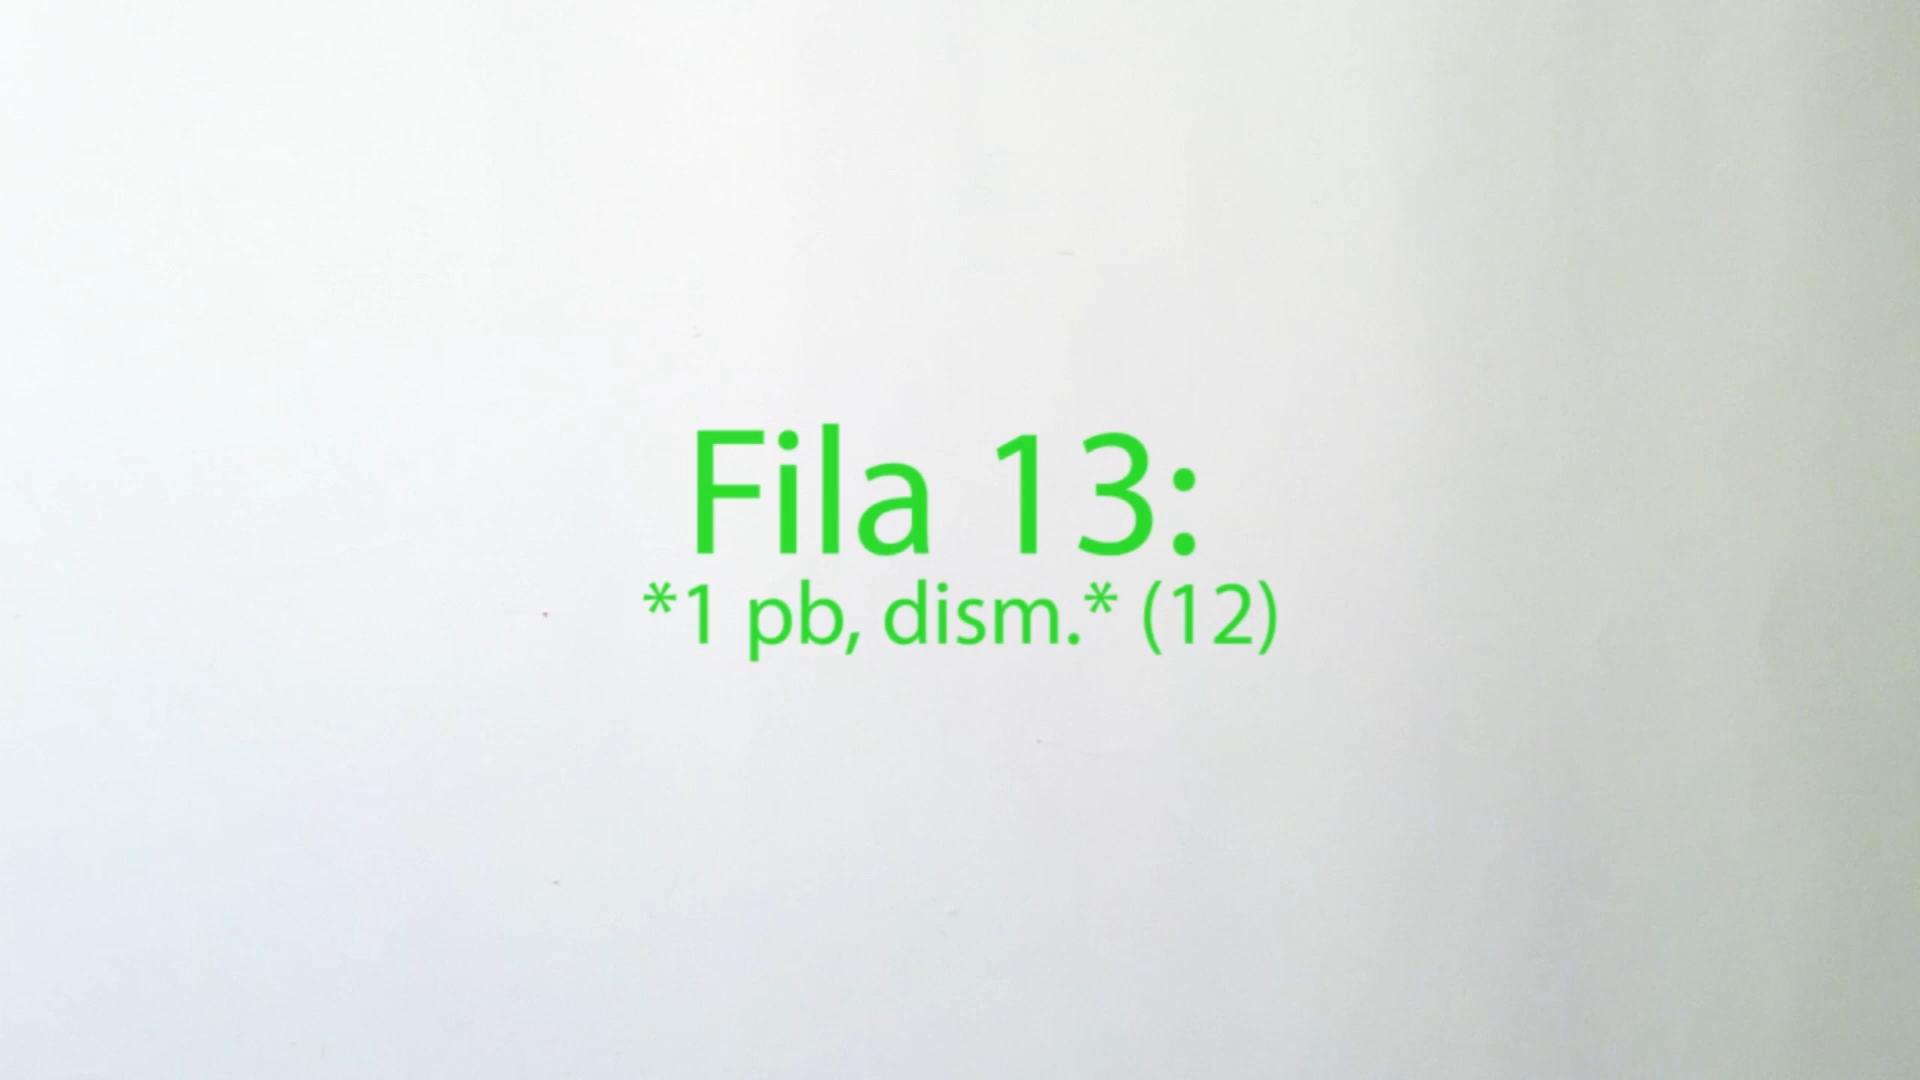 Fila 13:
*1 pb, dism.* (12)